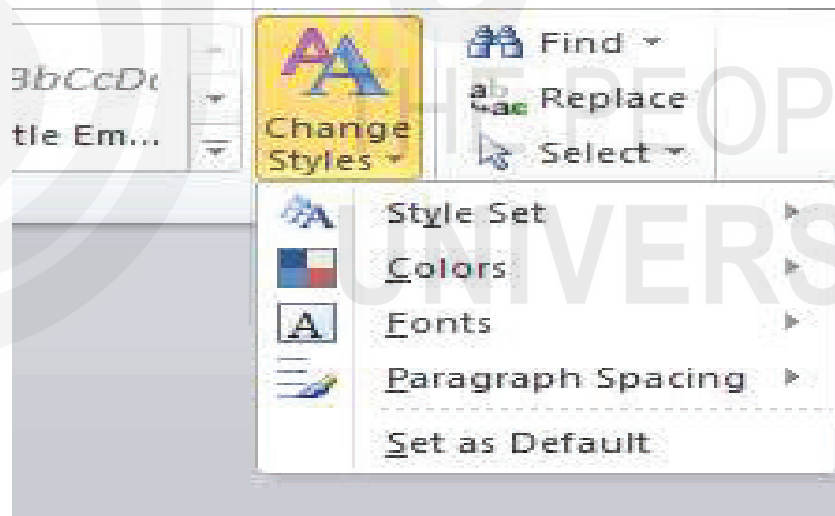 BbCcDc
tle Em...
Change
Styles
Find
Replace
Select
Style Set
Colors
Fonts
Paragraph Spacing
Set as Default
THE PEOP
UNIVERS